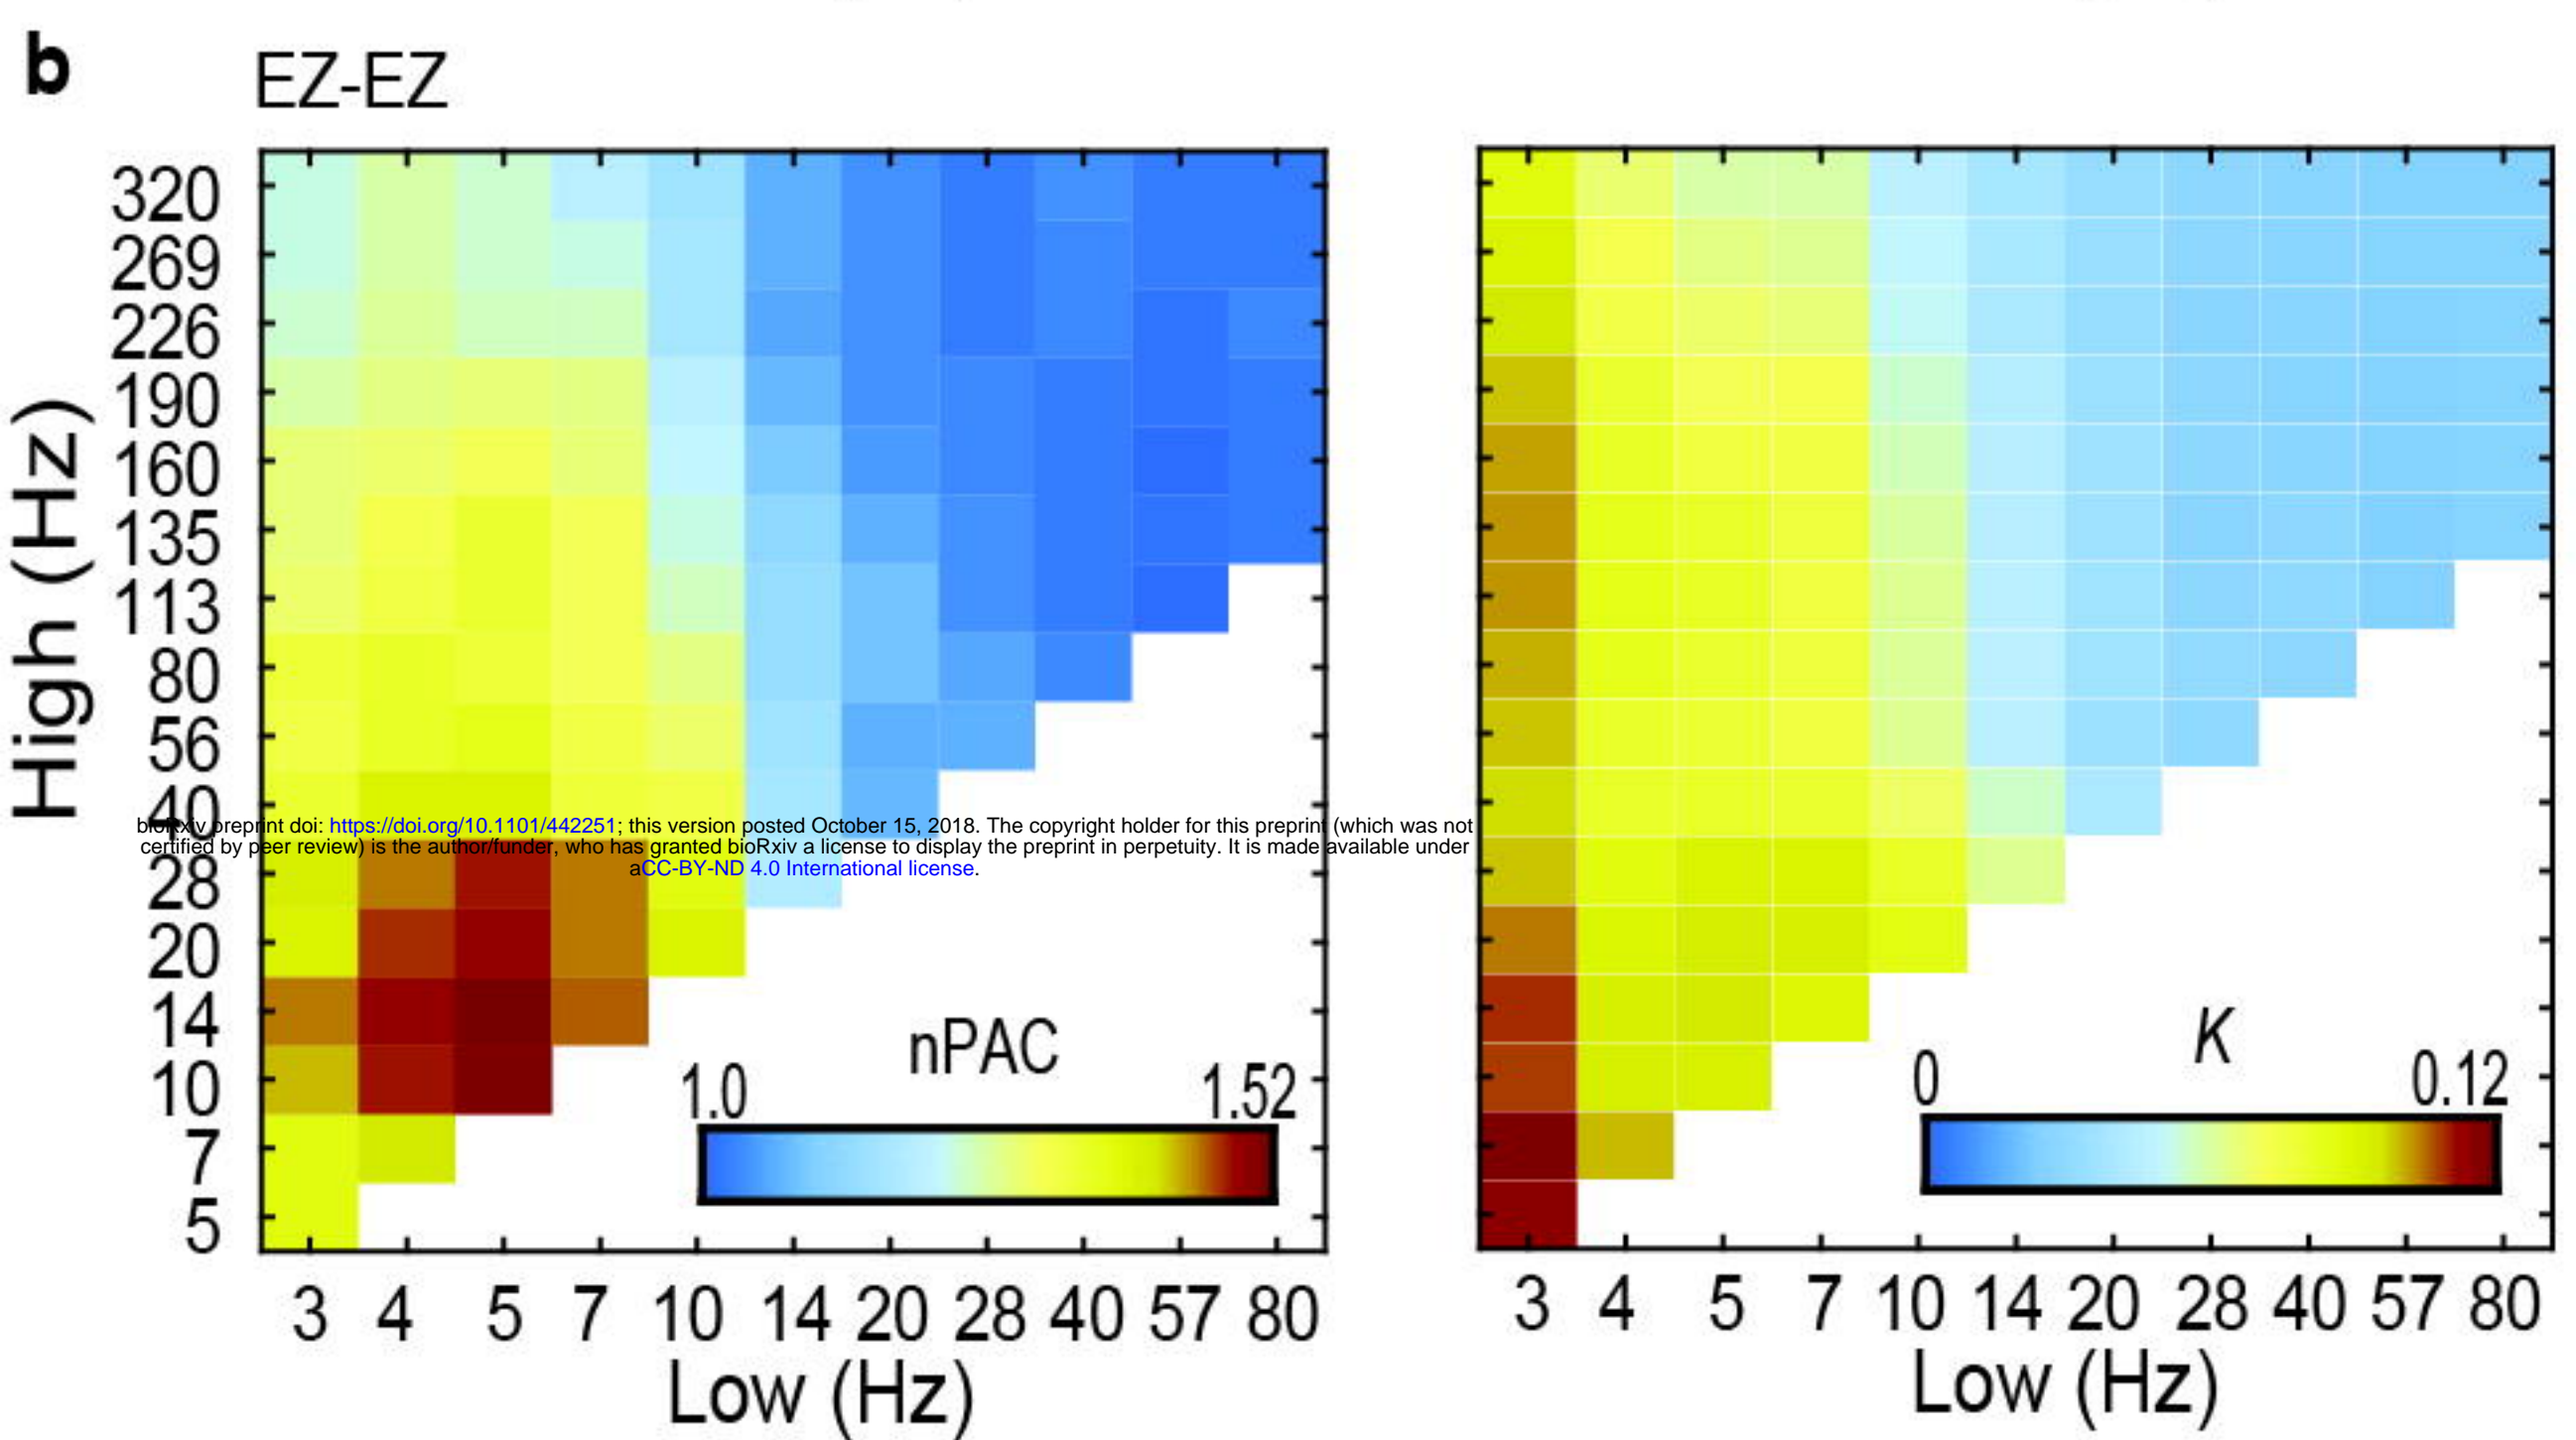 b
EZ-EZ
High (Hz)
320
269
226
190
160
135
113
80
56
40
28
20
14
10
7
5
bioRxiv preprint doi: https://doi.org/10.1101/442251; this version posted October 15, 2018. The copyright holder for this preprint (which was not
certified by peer review) is the author/funder, who has granted bioRxiv a license to display the preprint in perpetuity. It is made available under
aCC-BY-ND 4.0 International license.
nPAC
1.0 1.52
3 4 5 7 10 14 20 28 40 57 80
Low (Hz)
K
0 0.12
3 4 5 7 10 14 20 28 40 57 80
Low (Hz)